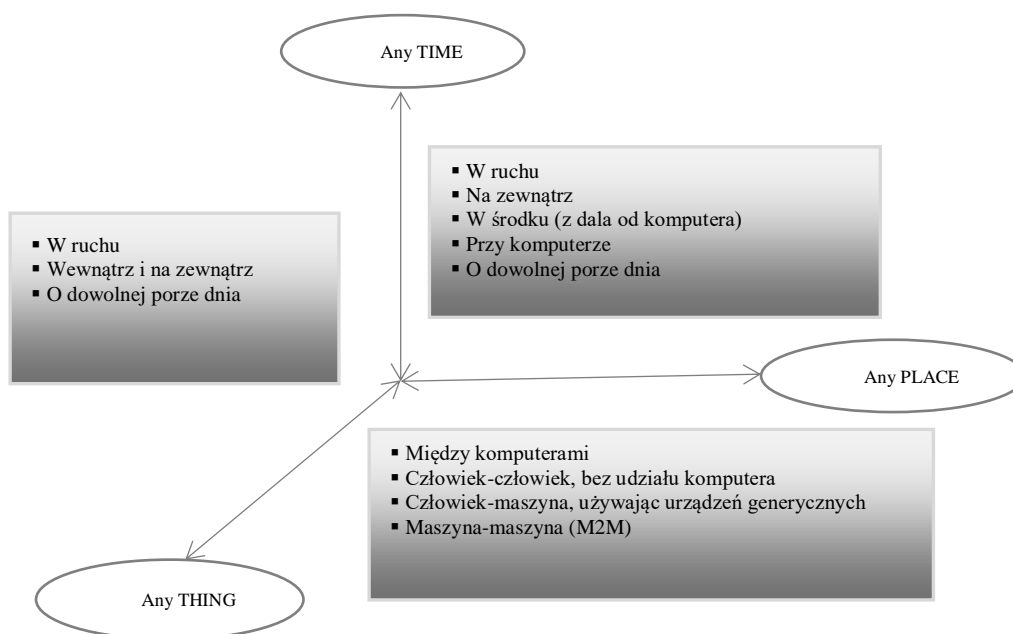 Any TIME
▪ W ruchu
▪ Na zewnątrz
▪ W środku (z dala od komputera)
▪ Przy komputerze
▪ O dowolnej porze dnia
▪ W ruchu
▪ Wewnątrz i na zewnątrz
▪ O dowolnej porze dnia
Any PLACE
▪ Między komputerami
▪ Człowiek-człowiek, bez udziału komputera
▪ Człowiek-maszyna, używając urządzeń generycznych
▪ Maszyna-maszyna (M2M)
Any THING